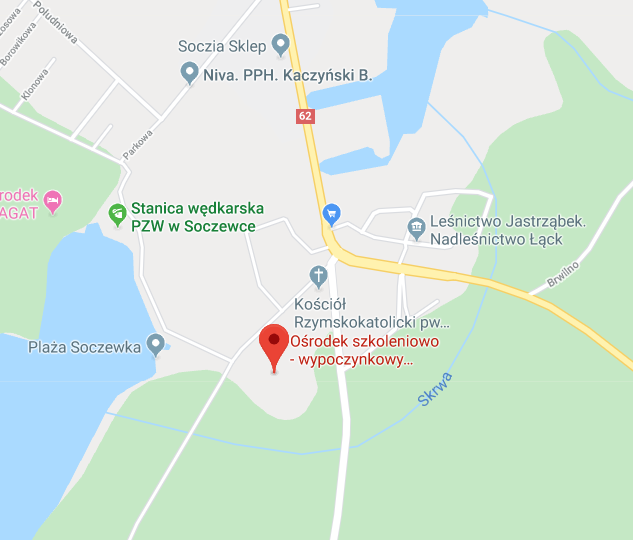 Południowa
Borowikowa
Klonowa
Soczia Sklep
Niva. PPH. Kaczyński B.
62
Parkowa
rodek
AGAT
Stanica wędkarska
PZW w Soczewce
Leśnictwo Jastrząbek.
Nadleśnictwo Łąck
Brwilno
Kościół
Rzymskokatolicki pw...
Plaża Soczewka
Ośrodek szkoleniowo
- wypoczynkowy...
Skrwa